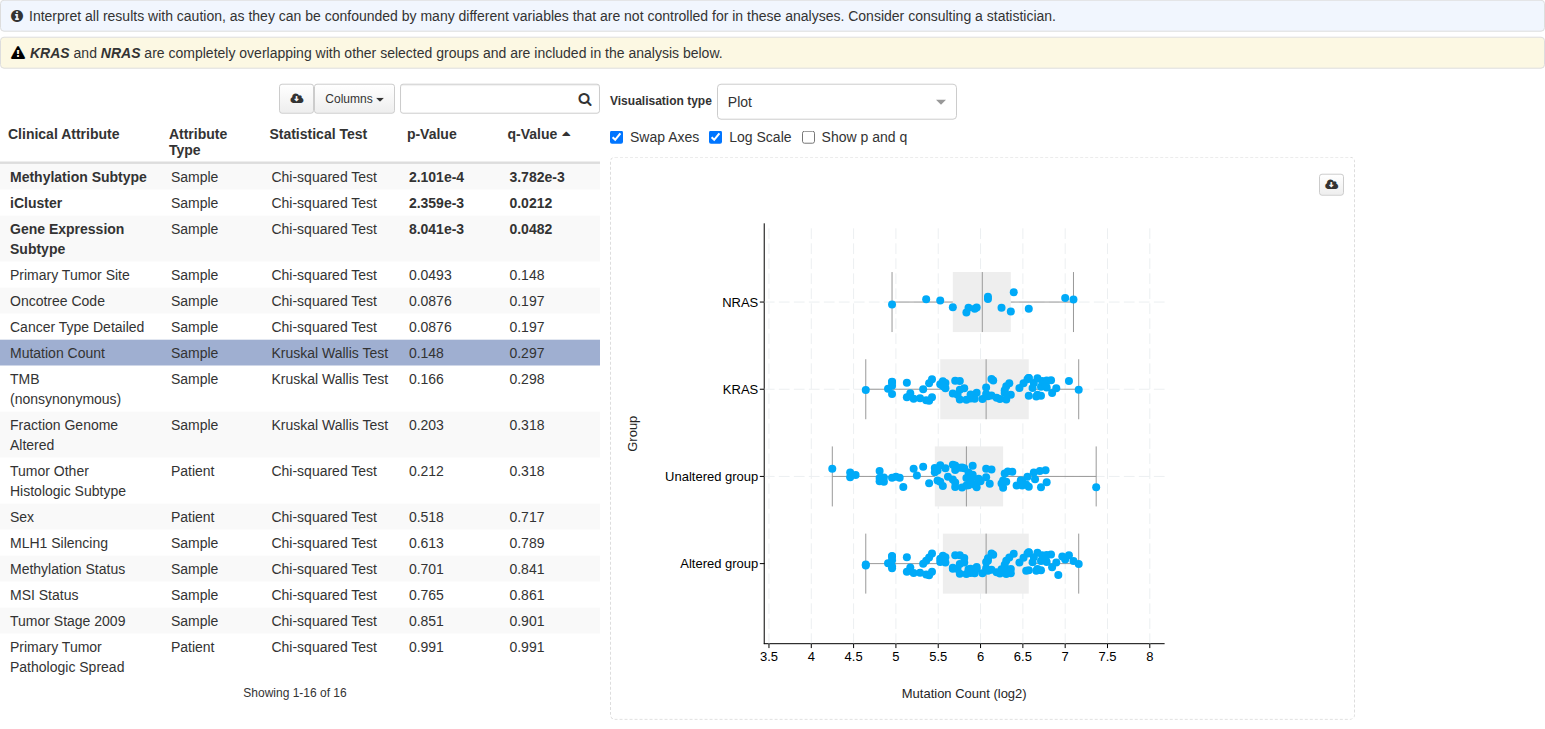 Interpret all results with caution, as they can be confounded by many different variables that are not controlled for in these analyses. Consider consulting a statistician.
KRAS and NRAS are completely overlapping with other selected groups and are included in the analysis below.
Columns
Clinical Attribute Attribute Type Statistical Test p-Value q-Value
Methylation Subtype Sample Chi-squared Test 2.101e-4 3.782e-3
iCluster Sample Chi-squared Test 2.359e-3 0.0212
Gene Expression Subtype Sample Chi-squared Test 8.041e-3 0.0482
Primary Tumor Site Sample Chi-squared Test 0.0493 0.148
Oncotree Code Sample Chi-squared Test 0.0876 0.197
Cancer Type Detailed Sample Chi-squared Test 0.0876 0.197
Mutation Count Sample Kruskal Wallis Test 0.148 0.297
TMB (nonsynonymous) Sample Kruskal Wallis Test 0.166 0.298
Fraction Genome Altered Sample Kruskal Wallis Test 0.203 0.318
Tumor Other Histologic Subtype Patient Chi-squared Test 0.212 0.318
Sex Patient Chi-squared Test 0.518 0.717
MLH1 Silencing Sample Chi-squared Test 0.613 0.789
Methylation Status Sample Chi-squared Test 0.701 0.841
MSI Status Sample Chi-squared Test 0.765 0.861
Tumor Stage 2009 Sample Chi-squared Test 0.851 0.901
Primary Tumor Pathologic Spread Patient Chi-squared Test 0.991 0.991
Showing 1-16 of 16
Visualisation type Plot
Swap Axes Log Scale Show p and q
Group
NRAS
KRAS
Unaltered group
Altered group
3.5 4 4.5 5 5.5 6 6.5 7 7.5 8
Mutation Count (log2)